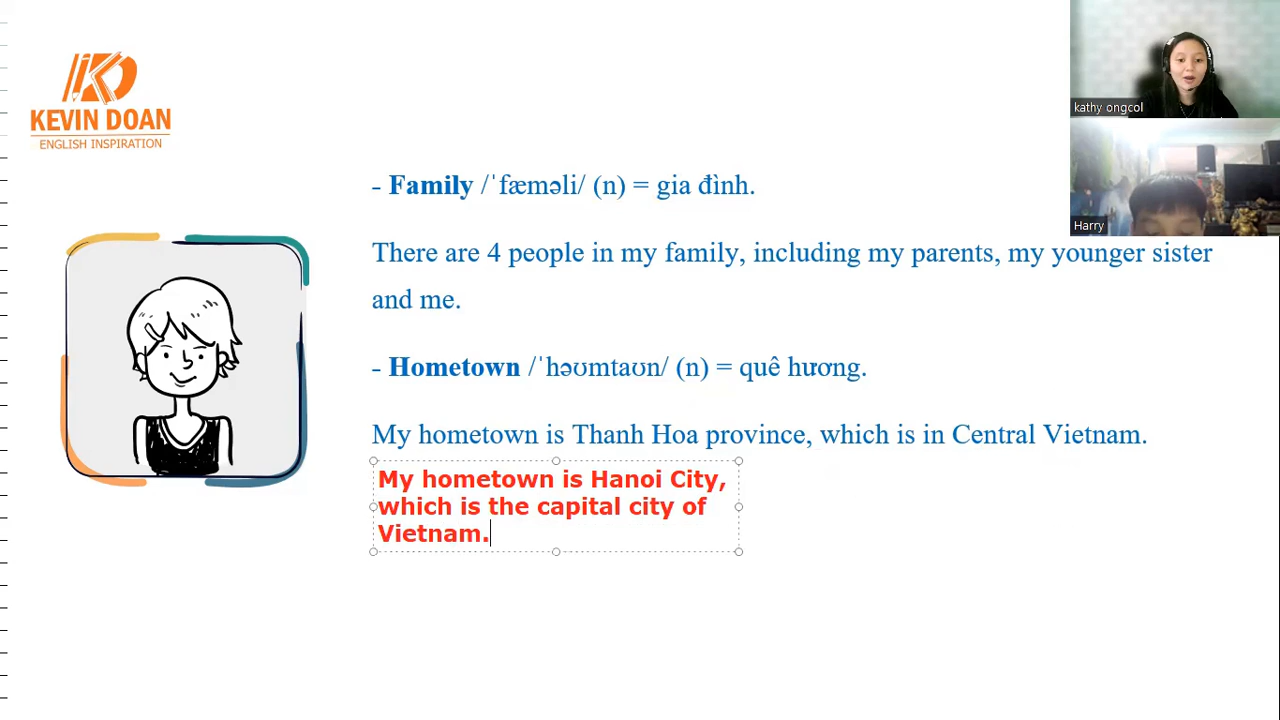 KEVIN DOAN
ENGLISH INSPIRATION
kathy ongcol
Harry
- Family /ˈfæməli/ (n) = gia đình.
There are 4 people in my family, including my parents, my younger sister
and me.
- Hometown /ˈhəʊmtaʊn/ (n) = quê hương.
My hometown is Thanh Hoa province, which is in Central Vietnam.
My hometown is Hanoi City,
which is the capital city of
Vietnam.